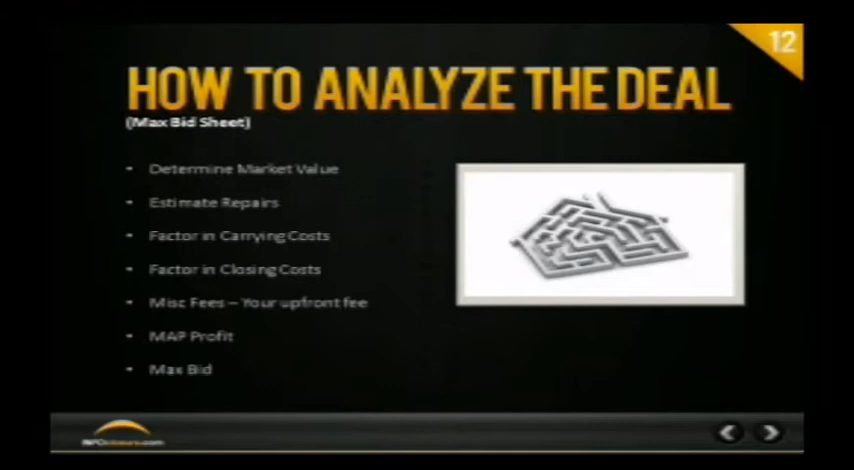 12
HOW TO ANALYZE THE DEAL
(Max Bid Sheet)
• Determine Market Value
• Estimate Repairs
• Factor in Carrying Costs
• Factor in Closing Costs
• Misc Fees – Your upfront fee
• MAP Profit
• Max Bid